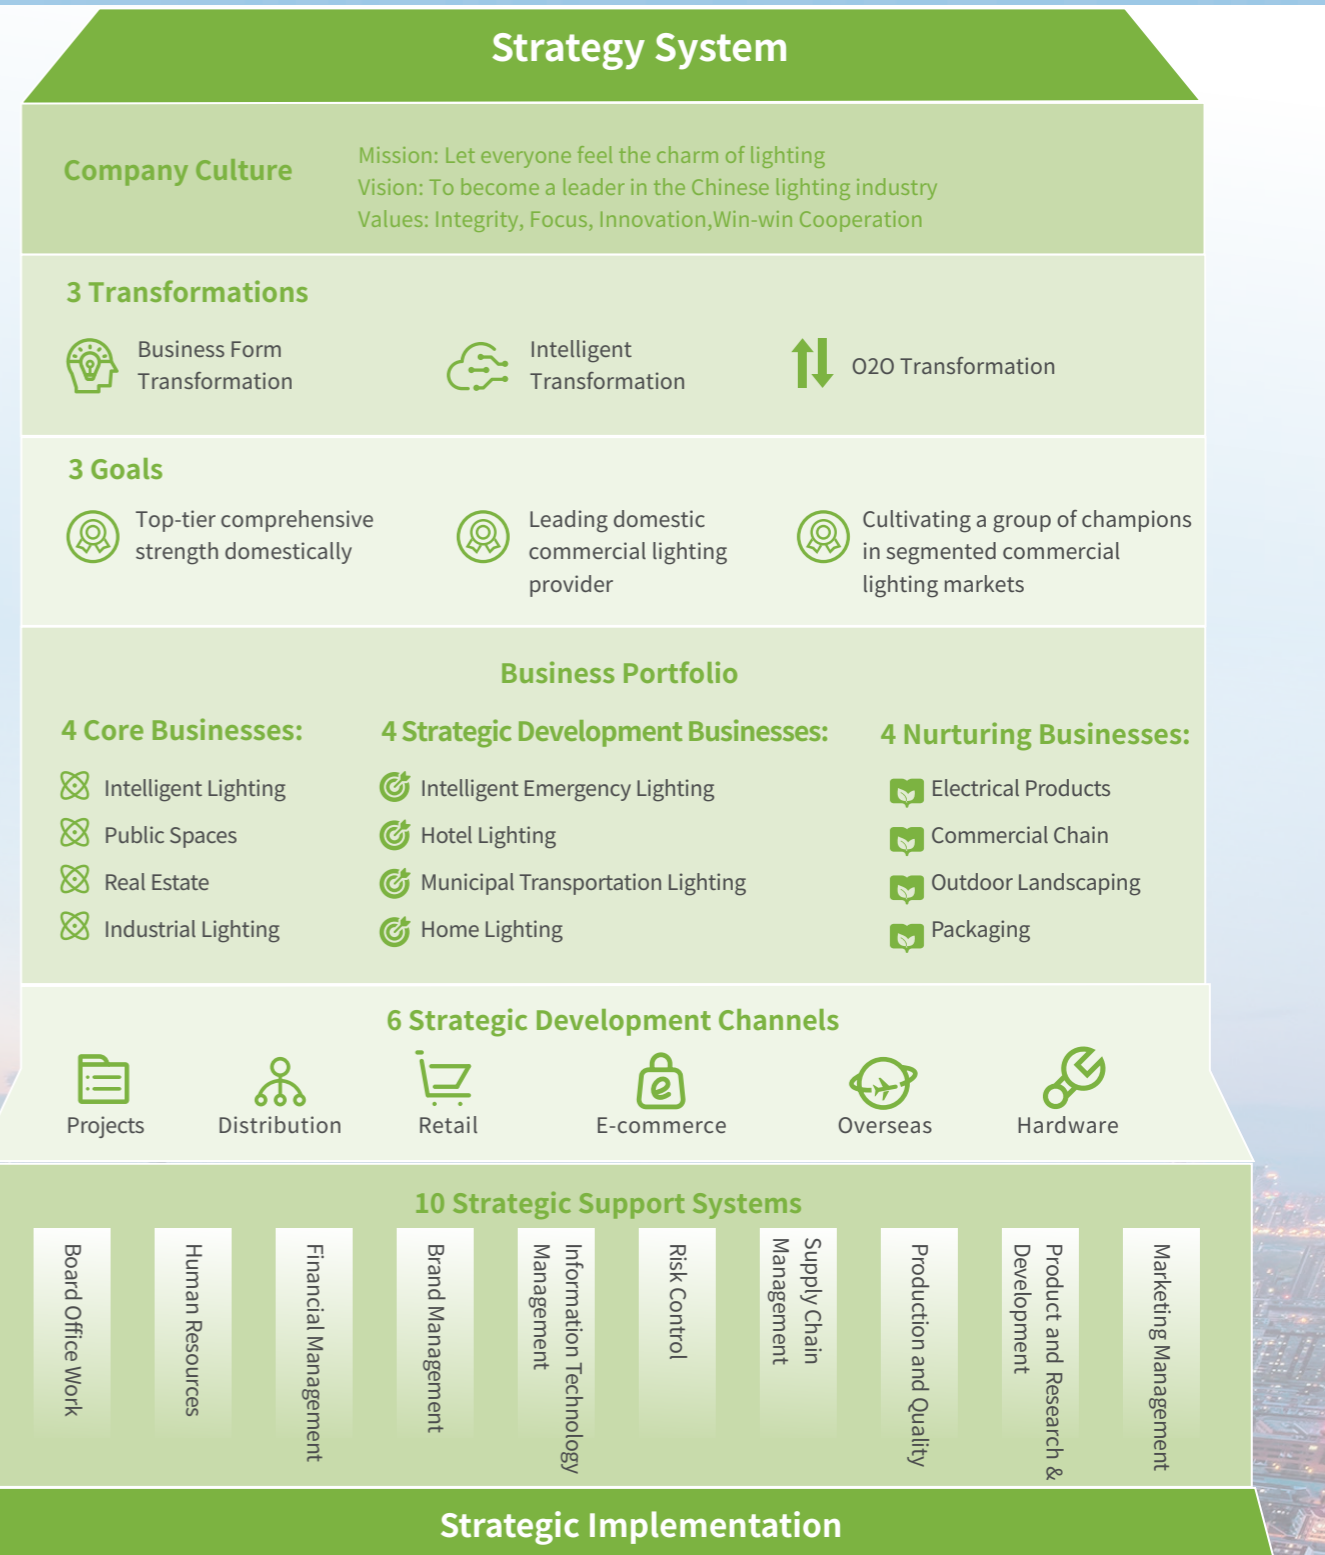 Strategy System
Company Culture
Mission: Let everyone feel the charm of lighting
Vision: To become a leader in the Chinese lighting industry
Values: Integrity, Focus, Innovation,Win-win Cooperation
3 Transformations
Business Form
Transformation
Intelligent
Transformation
O2O Transformation
3 Goals
Top-tier comprehensive
strength domestically
Leading domestic
commercial lighting
provider
Cultivating a group of champions
in segmented commercial
lighting markets
Business Portfolio
4 Core Businesses:
Intelligent Lighting
Public Spaces
Real Estate
Industrial Lighting
4 Strategic Development Businesses:
Intelligent Emergency Lighting
Hotel Lighting
Municipal Transportation Lighting
Home Lighting
4 Nurturing Businesses:
Electrical Products
Commercial Chain
Outdoor Landscaping
Packaging
6 Strategic Development Channels
Projects
Distribution
Retail
e
E-commerce
Overseas
Hardware
10 Strategic Support Systems
Board Office Work
Human Resources
Financial Management
Brand Management
Information Technology
Management
Risk Control
Supply Chain
Management
Production and Quality
Product and Research &
Development
Marketing Management
Strategic Implementation